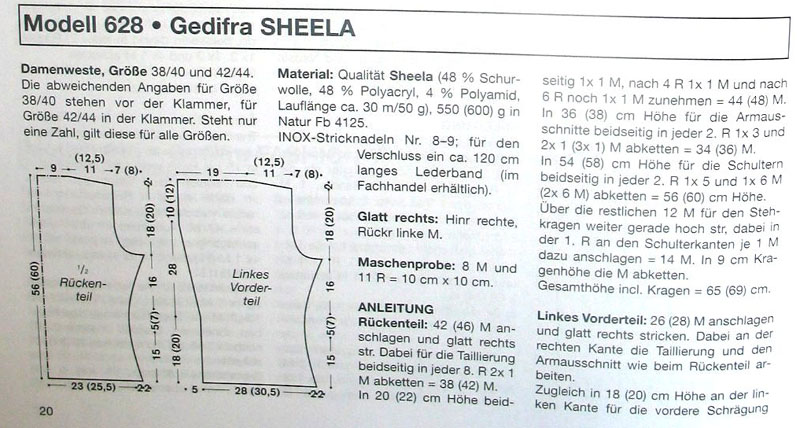 Modell 628 • Gedifra SHEELA
Damenweste, Größe 38/40 und 42/44.
Die abweichenden Angaben für Größe
38/40 stehen vor der Klammer, für
Größe 42/44 in der Klammer. Steht nur
eine Zahl, gilt diese für alle Größen.
(12,5)
9 11 7 (8)
2
18 (20)
16
5(7)
15
56 (60)
1/2
Rücken-
teil
23 (25,5) 22
(12,5)
19 11 7 (8)
10 (12)
28
18 (20)
2
18 (20)
16
5(7)
15
Linkes
Vorder-
teil
5 28 (30,5) 22
20
Material: Qualität Sheela (48 % Schur-
wolle, 48 % Polyacryl, 4 % Polyamid,
Lauflänge ca. 30 m/50 g), 550 (600) g in
Natur Fb 4125.
INOX-Stricknadeln Nr. 8–9; für den
Verschluss ein ca. 120 cm
langes Lederband (im
Fachhandel erhältlich).
Glatt rechts: Hinr rechte,
Rückr linke M.
Maschenprobe: 8 M und
11 R = 10 cm x 10 cm.
ANLEITUNG
Rückenteil: 42 (46) M an-
schlagen und glatt rechts
str. Dabei für die Taillierung
beidseitig in jeder 8. R 2x 1
M abketten = 38 (42) M.
In 20 (22) cm Höhe beid-
seitig 1x 1 M, nach 4 R 1x 1 M und nach
6 R noch 1x 1 M zunehmen = 44 (48) M.
In 36 (38) cm Höhe für die Armaus-
schnitte beidseitig in jeder 2. R 1x 3 und
2x 1 (3x 1) M abketten = 34 (36) M.
In 54 (58) cm Höhe für die Schultern
beidseitig in jeder 2. R 1x 5 und 1x 6 M
(2x 6 M) abketten = 56 (60) cm Höhe.
Über die restlichen 12 M für den Steh-
kragen weiter gerade hoch str, dabei in
der 1. R an den Schulterkanten je 1 M
dazu anschlagen = 14 M. In 9 cm Kra-
genhöhe die M abketten.
Gesamthöhe incl. Kragen = 65 (69) cm.
Linkes Vorderteil: 26 (28) M anschlagen
und glatt rechts stricken. Dabei an der
rechten Kante die Taillierung und den
Armausschnitt wie beim Rückenteil ar-
beiten.
Zugleich in 18 (20) cm Höhe an der lin-
ken Kante für die vordere Schrägung